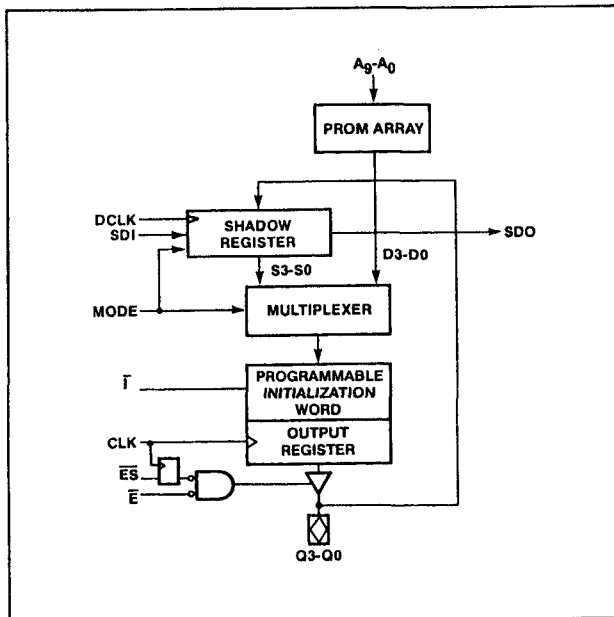 A9-A0
PROM ARRAY
DCLK
SDI
SHADOW
REGISTER
SDO
S3-S0
D3-D0
MODE
MULTIPLEXER
I̅
PROGRAMMABLE
INITIALIZATION
WORD
CLK
OUTPUT
REGISTER
E̅S̅
E̅
Q3-Q0